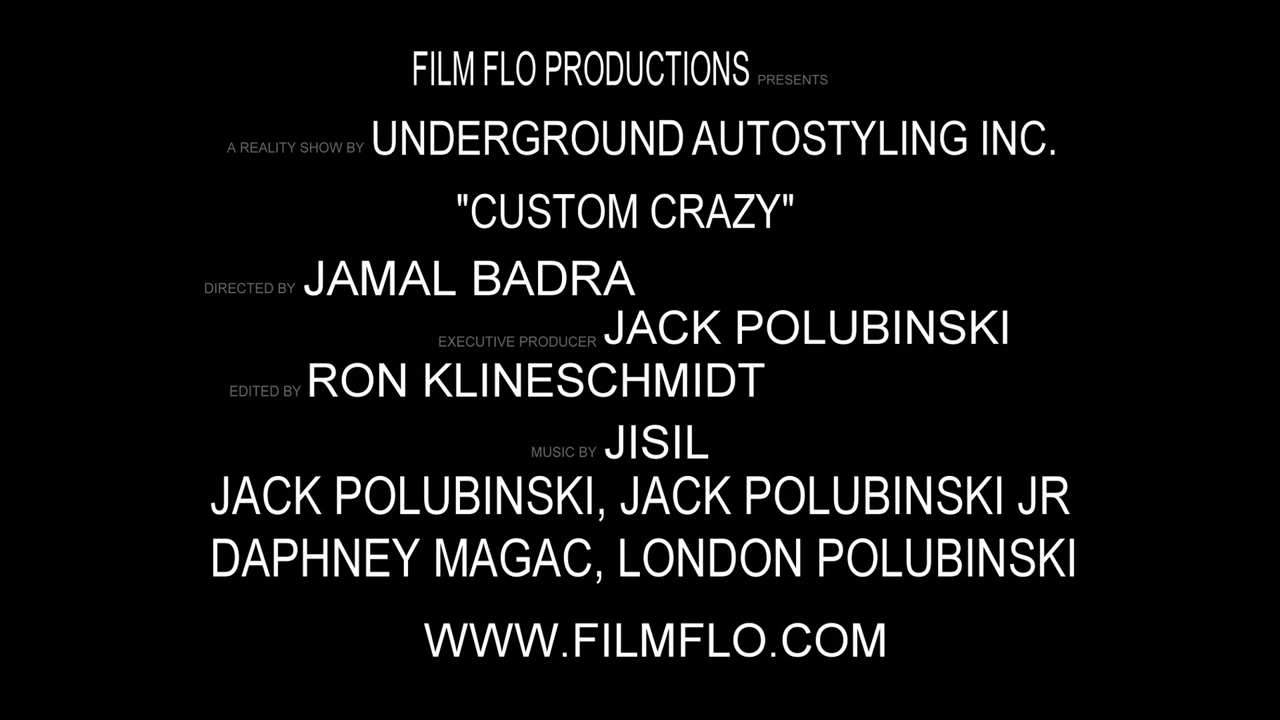 FILM FLO PRODUCTIONS PRESENTS
A REALITY SHOW BY UNDERGROUND AUTOSTYLING INC.
"CUSTOM CRAZY"
DIRECTED BY JAMAL BADRA
EXECUTIVE PRODUCER JACK POLUBINSKI
EDITED BY RON KLINESCHMIDT
MUSIC BY JISIL
JACK POLUBINSKI, JACK POLUBINSKI JR
DAPHNEY MAGAC, LONDON POLUBINSKI
WWW.FILMFLO.COM